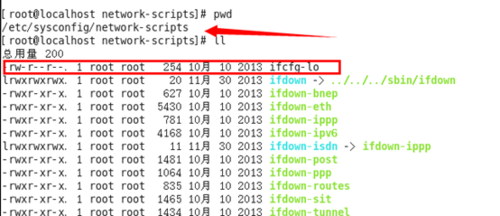 [root@localhost network-scripts]# pwd
/etc/sysconfig/network-scripts
[root@localhost network-scripts]# ll
总用量 200
rw-r--r--. 1 root root 254 10月 10 2013 ifcfg-lo
lrwxrwxrwx. 1 root root 20 11月 30 2013 ifdown -> ../../../sbin/ifdown
-rwxr-xr-x. 1 root root 627 10月 10 2013 ifdown-bnep
-rwxr-xr-x. 1 root root 5430 10月 10 2013 ifdown-eth
-rwxr-xr-x. 1 root root 781 10月 10 2013 ifdown-ippp
-rwxr-xr-x. 1 root root 4168 10月 10 2013 ifdown-ipv6
lrwxrwxrwx. 1 root root 11 11月 30 2013 ifdown-isdn -> ifdown-ippp
-rwxr-xr-x. 1 root root 1481 10月 10 2013 ifdown-post
-rwxr-xr-x. 1 root root 1064 10月 10 2013 ifdown-ppp
-rwxr-xr-x. 1 root root 835 10月 10 2013 ifdown-routes
-rwxr-xr-x. 1 root root 1465 10月 10 2013 ifdown-sit
-rwxr-xr-x. 1 root root 1434 10月 10 2013 ifdown-tunnel